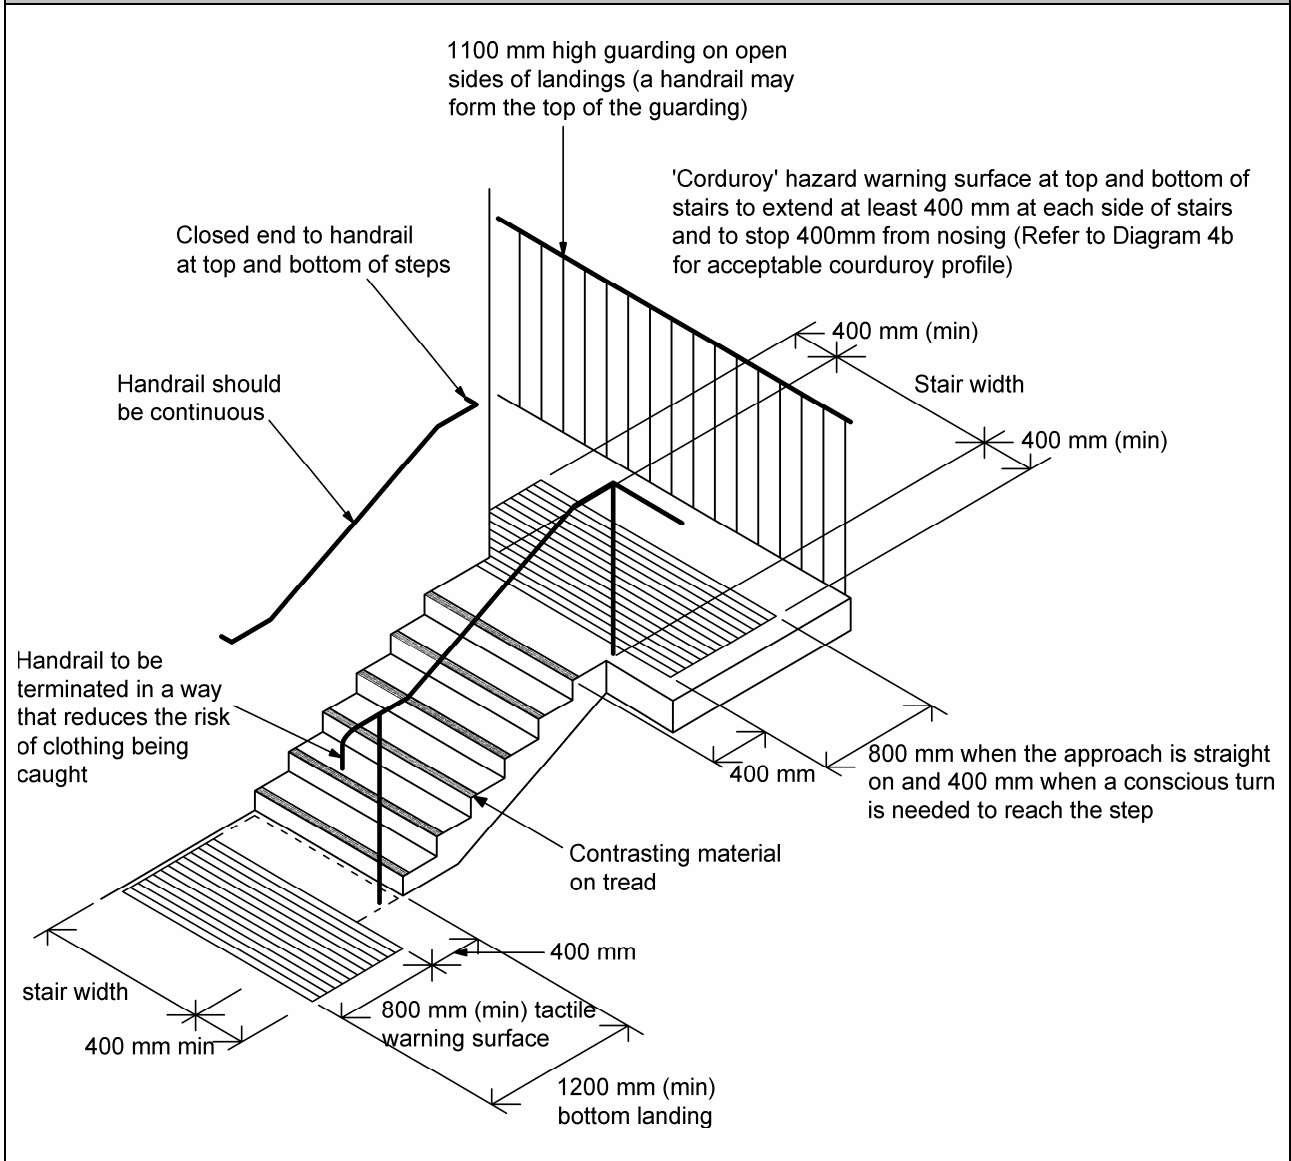 1100 mm high guarding on open
sides of landings (a handrail may
form the top of the guarding)
'Corduroy' hazard warning surface at top and bottom of
stairs to extend at least 400 mm at each side of stairs
and to stop 400mm from nosing (Refer to Diagram 4b
for acceptable courduroy profile)
Closed end to handrail
at top and bottom of steps
400 mm (min)
Stair width
400 mm (min)
Handrail should
be continuous
Handrail to be
terminated in a way
that reduces the risk
of clothing being
caught
800 mm when the approach is straight
on and 400 mm when a conscious turn
is needed to reach the step
400 mm
Contrasting material
on tread
400 mm
stair width
800 mm (min) tactile
warning surface
400 mm min
1200 mm (min)
bottom landing